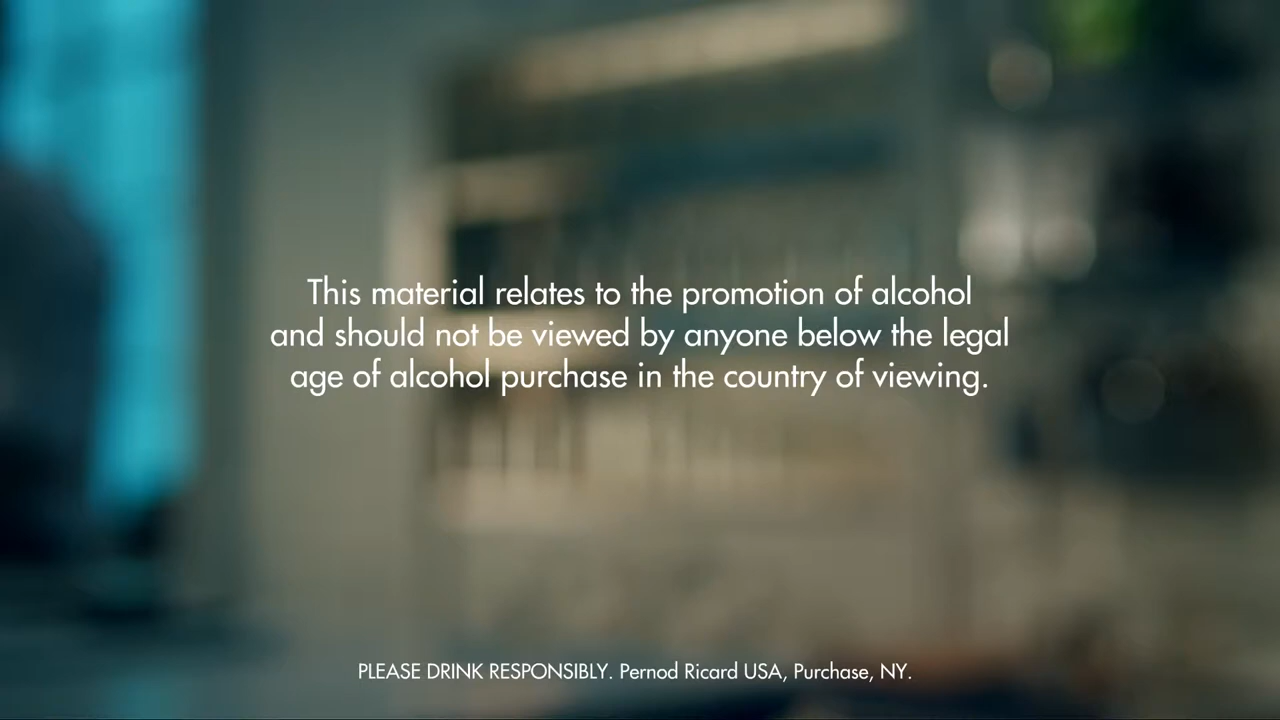 This material relates to the promotion of alcohol
and should not be viewed by anyone below the legal
age of alcohol purchase in the country of viewing.
PLEASE DRINK RESPONSIBLY. Pernod Ricard USA, Purchase, NY.